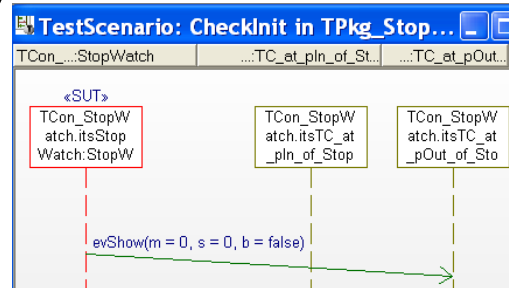 TestScenario: CheckInit in TPkg_Stop...
TCon_...:StopWatch ...:TC_at_pIn_of_St... ...:TC_at_pOut...
«SUT»
TCon_StopW
atch.itsStop
Watch:StopW
TCon_StopW
atch.itsTC_at
_pIn_of_Stop
TCon_StopW
atch.itsTC_at
_pOut_of_Sto
evShow(m = 0, s = 0, b = false)